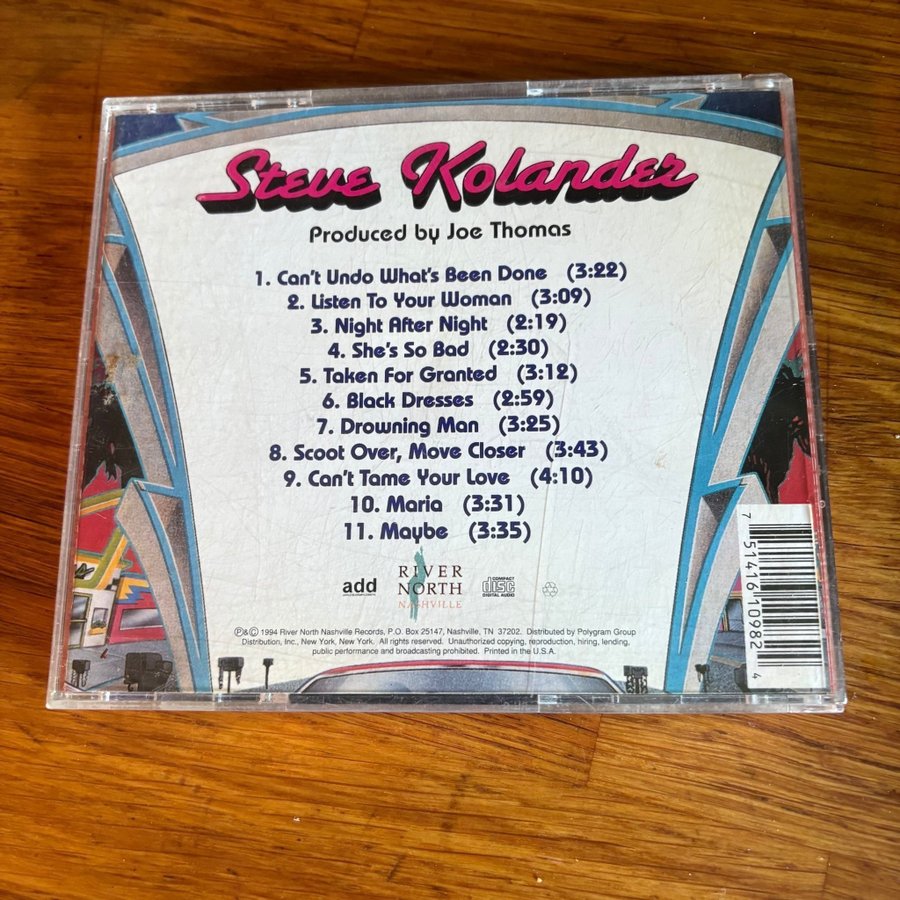 Steve Kolander
Produced by Joe Thomas
1. Can't Undo What's Been Done (3:22)
2. Listen To Your Woman (3:09)
3. Night After Night (2:19)
4. She's So Bad (2:30)
5. Taken For Granted (3:12)
6. Black Dresses (2:59)
7. Drowning Man (3:25)
8. Scoot Over, Move Closer (3:43)
9. Can't Tame Your Love (4:10)
10. Maria (3:31)
11. Maybe (3:35)
add
RIVER
NORTH
NASHVILLE
COMPACT
disc
DIGITAL AUDIO
℗&© 1994 River North Nashville Records, P.O. Box 25147, Nashville, TN 37202. Distributed by Polygram Group
Distribution, Inc., New York, New York. All rights reserved. Unauthorized copying, reproduction, hiring, lending,
public performance and broadcasting prohibited. Printed in the U.S.A.
7 51416 10982 4